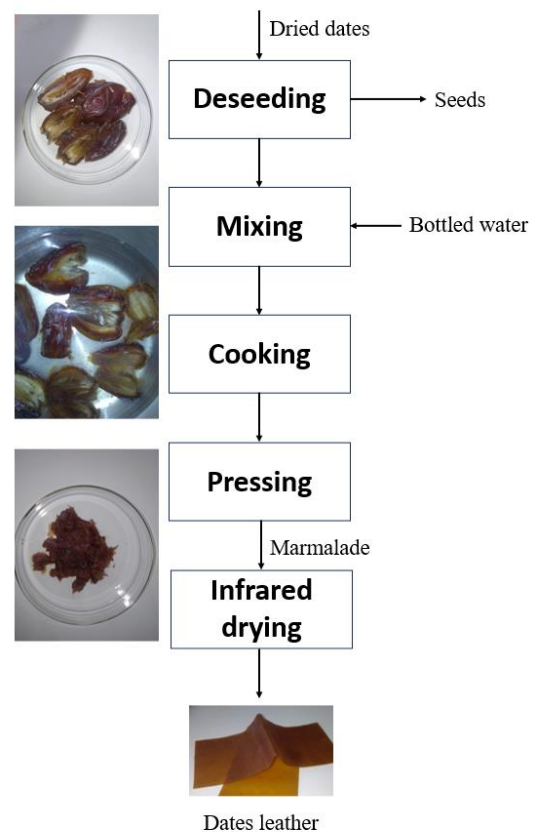 Dried dates
Deseeding
Seeds
Mixing
Bottled water
Cooking
Pressing
Marmalade
Infrared
drying
Dates leather